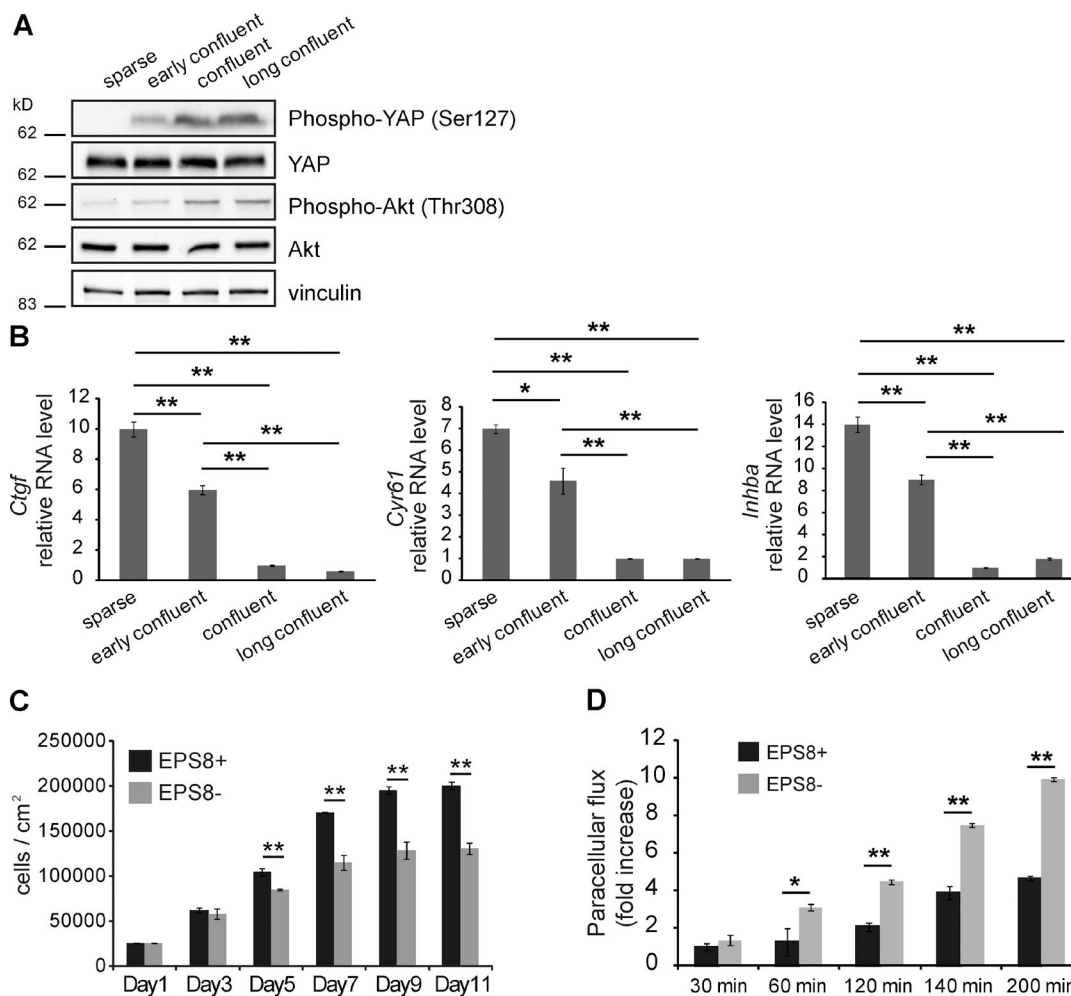 A
sparse
early confluent
confluent
long confluent
kD
62
Phospho-YAP (Ser127)
62
YAP
62
Phospho-Akt (Thr308)
62
Akt
83
vinculin
B
Ctgf
relative RNA level
12
10
8
6
4
2
0
**
**
**
**
**
sparse
early confluent
confluent
long confluent
Cyr61
relative RNA level
8
7
6
5
4
3
2
1
0
**
**
*
**
**
sparse
early confluent
confluent
long confluent
Inhba
relative RNA level
16
14
12
10
8
6
4
2
0
**
**
**
**
**
sparse
early confluent
confluent
long confluent
C
cells / cm²
250000
200000
150000
100000
50000
0
EPS8+
EPS8-
**
**
**
**
Day1
Day3
Day5
Day7
Day9
Day11
D
Paracellular flux
(fold increase)
12
10
8
6
4
2
0
EPS8+
EPS8-
*
**
**
**
30 min
60 min
120 min
140 min
200 min